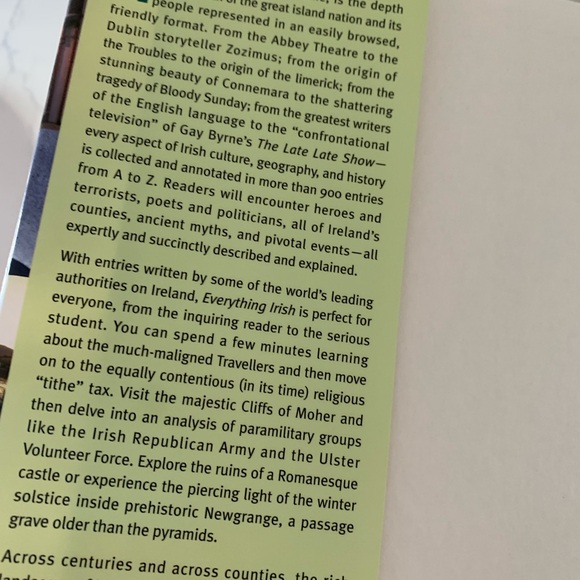 is the depth
of the great island nation and its
people represented in an easily browsed,
friendly format. From the Abbey Theatre to the
Dublin storyteller Zozimus; from the origin of
the Troubles to the origin of the limerick; from the
stunning beauty of Connemara to the shattering
tragedy of Bloody Sunday; from the greatest writers
of the English language to the “confrontational
television” of Gay Byrne’s The Late Late Show—
every aspect of Irish culture, geography, and history
is collected and annotated in more than 900 entries
from A to Z. Readers will encounter heroes and
terrorists, poets and politicians, all of Ireland’s
counties, ancient myths, and pivotal events—all
expertly and succinctly described and explained.
With entries written by some of the world’s leading
authorities on Ireland, Everything Irish is perfect for
everyone, from the inquiring reader to the serious
student. You can spend a few minutes learning
about the much-maligned Travellers and then move
on to the equally contentious (in its time) religious
“tithe” tax. Visit the majestic Cliffs of Moher and
then delve into an analysis of paramilitary groups
like the Irish Republican Army and the Ulster
Volunteer Force. Explore the ruins of a Romanesque
castle or experience the piercing light of the winter
solstice inside prehistoric Newgrange, a passage
grave older than the pyramids.
Across centuries and across counties, the